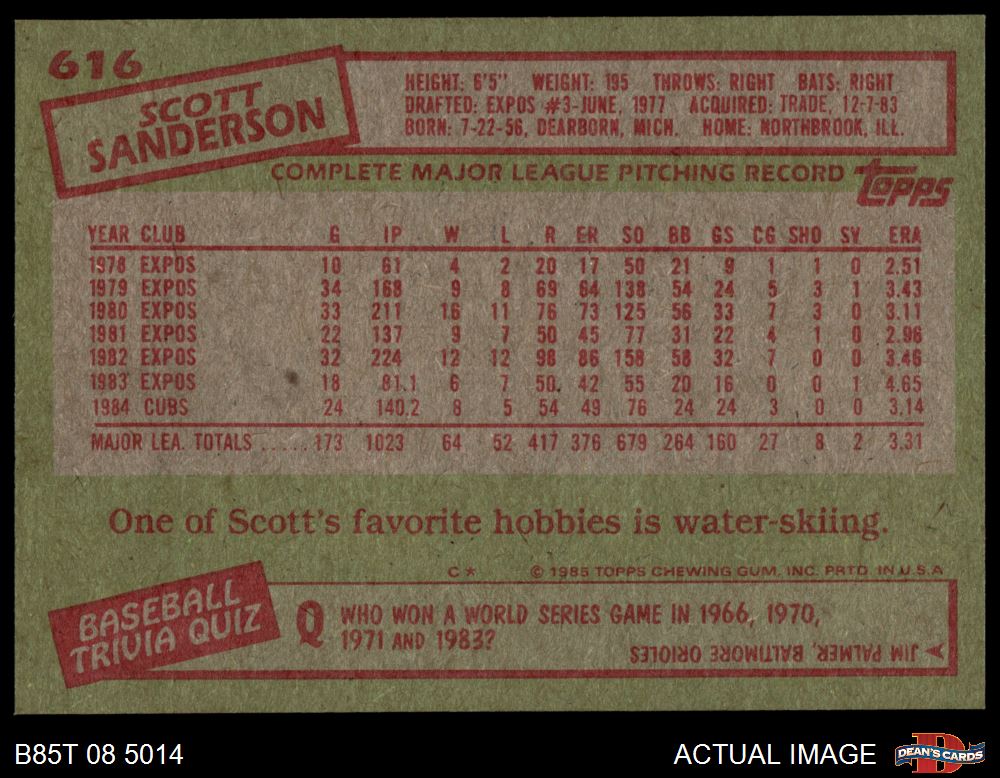 616
SCOTT
SANDERSON
HEIGHT: 6'5" WEIGHT: 195 THROWS: RIGHT BATS: RIGHT
DRAFTED: EXPOS #3-JUNE, 1977 ACQUIRED: TRADE, 12-7-83
BORN: 7-22-56, DEARBORN, MICH. HOME: NORTHBROOK, ILL.
COMPLETE MAJOR LEAGUE PITCHING RECORD
TOPPS
YEAR CLUB G IP W L R ER SO BB GS CG SHO SV ERA
1978 EXPOS 10 61 4 2 20 17 50 21 9 1 1 0 2.51
1979 EXPOS 34 168 9 8 69 64 138 54 24 5 3 1 3.43
1980 EXPOS 33 211 16 11 76 73 125 56 33 7 3 0 3.11
1981 EXPOS 22 137 9 7 50 45 77 31 22 4 1 0 2.96
1982 EXPOS 32 224 12 12 98 86 158 58 32 7 0 0 3.46
1983 EXPOS 18 81.1 6 7 50 42 55 20 16 0 0 1 4.65
1984 CUBS 24 140.2 8 5 54 49 76 24 24 3 0 0 3.14
MAJOR LEA. TOTALS ...... 173 1023 64 52 417 376 679 264 160 27 8 2 3.31
One of Scott's favorite hobbies is water-skiing.
C* © 1985 TOPPS CHEWING GUM, INC. PRTD. IN U.S.A
BASEBALL
TRIVIA QUIZ
Q WHO WON A WORLD SERIES GAME IN 1966, 1970,
1971 AND 1983?
A JIM PALMER, BALTIMORE ORIOLES
B85T 08 5014
ACTUAL IMAGE
D
DEAN'S CARDS